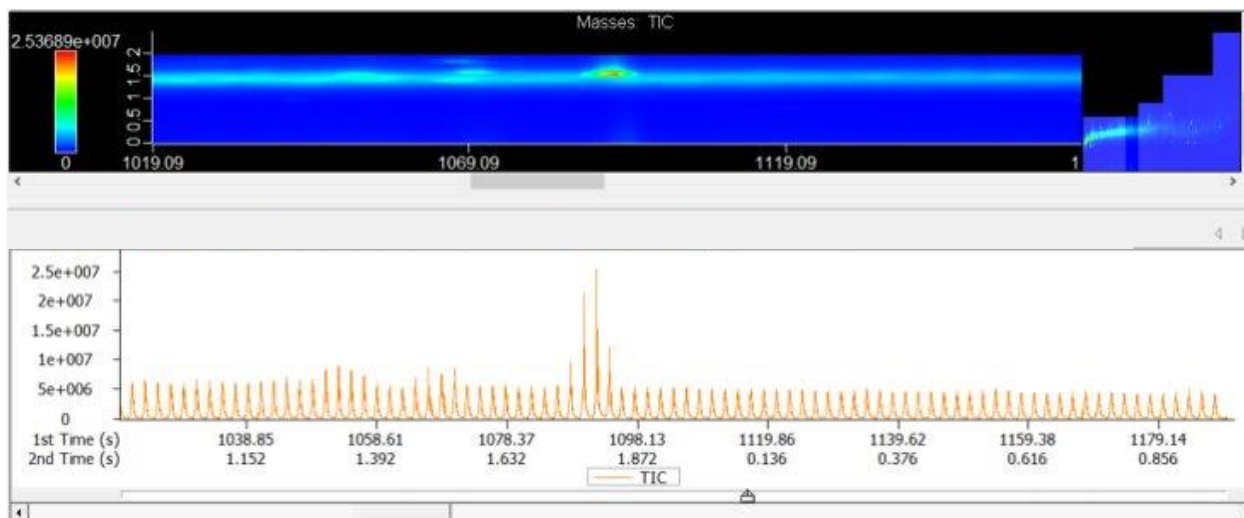 Masses: TIC
2.53689e+007
0
0 0.5 1 1.5 2
1019.09 1069.09 1119.09 1
2.5e+007
2e+007
1.5e+007
1e+007
5e+006
0
1st Time (s) 1038.85 1058.61 1078.37 1098.13 1119.86 1139.62 1159.38 1179.14
2nd Time (s) 1.152 1.392 1.632 1.872 0.136 0.376 0.616 0.856
TIC